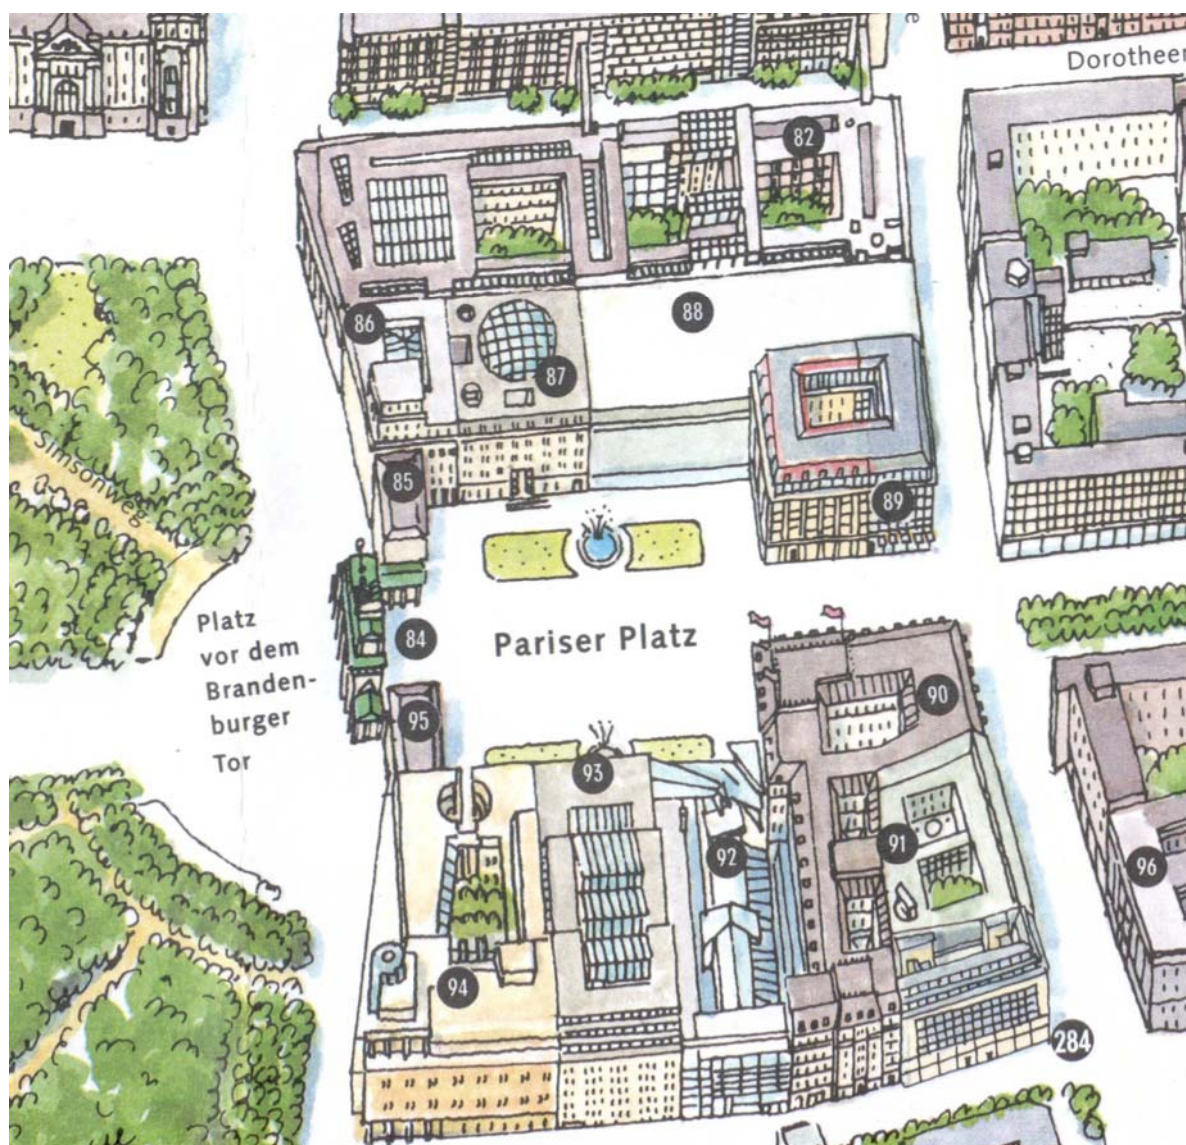 Dorotheen
82
86
88
87
85
89
Simsonweg
84
Platz
vor dem
Branden-
burger
Tor
Pariser Platz
90
95
93
91
92
96
94
284